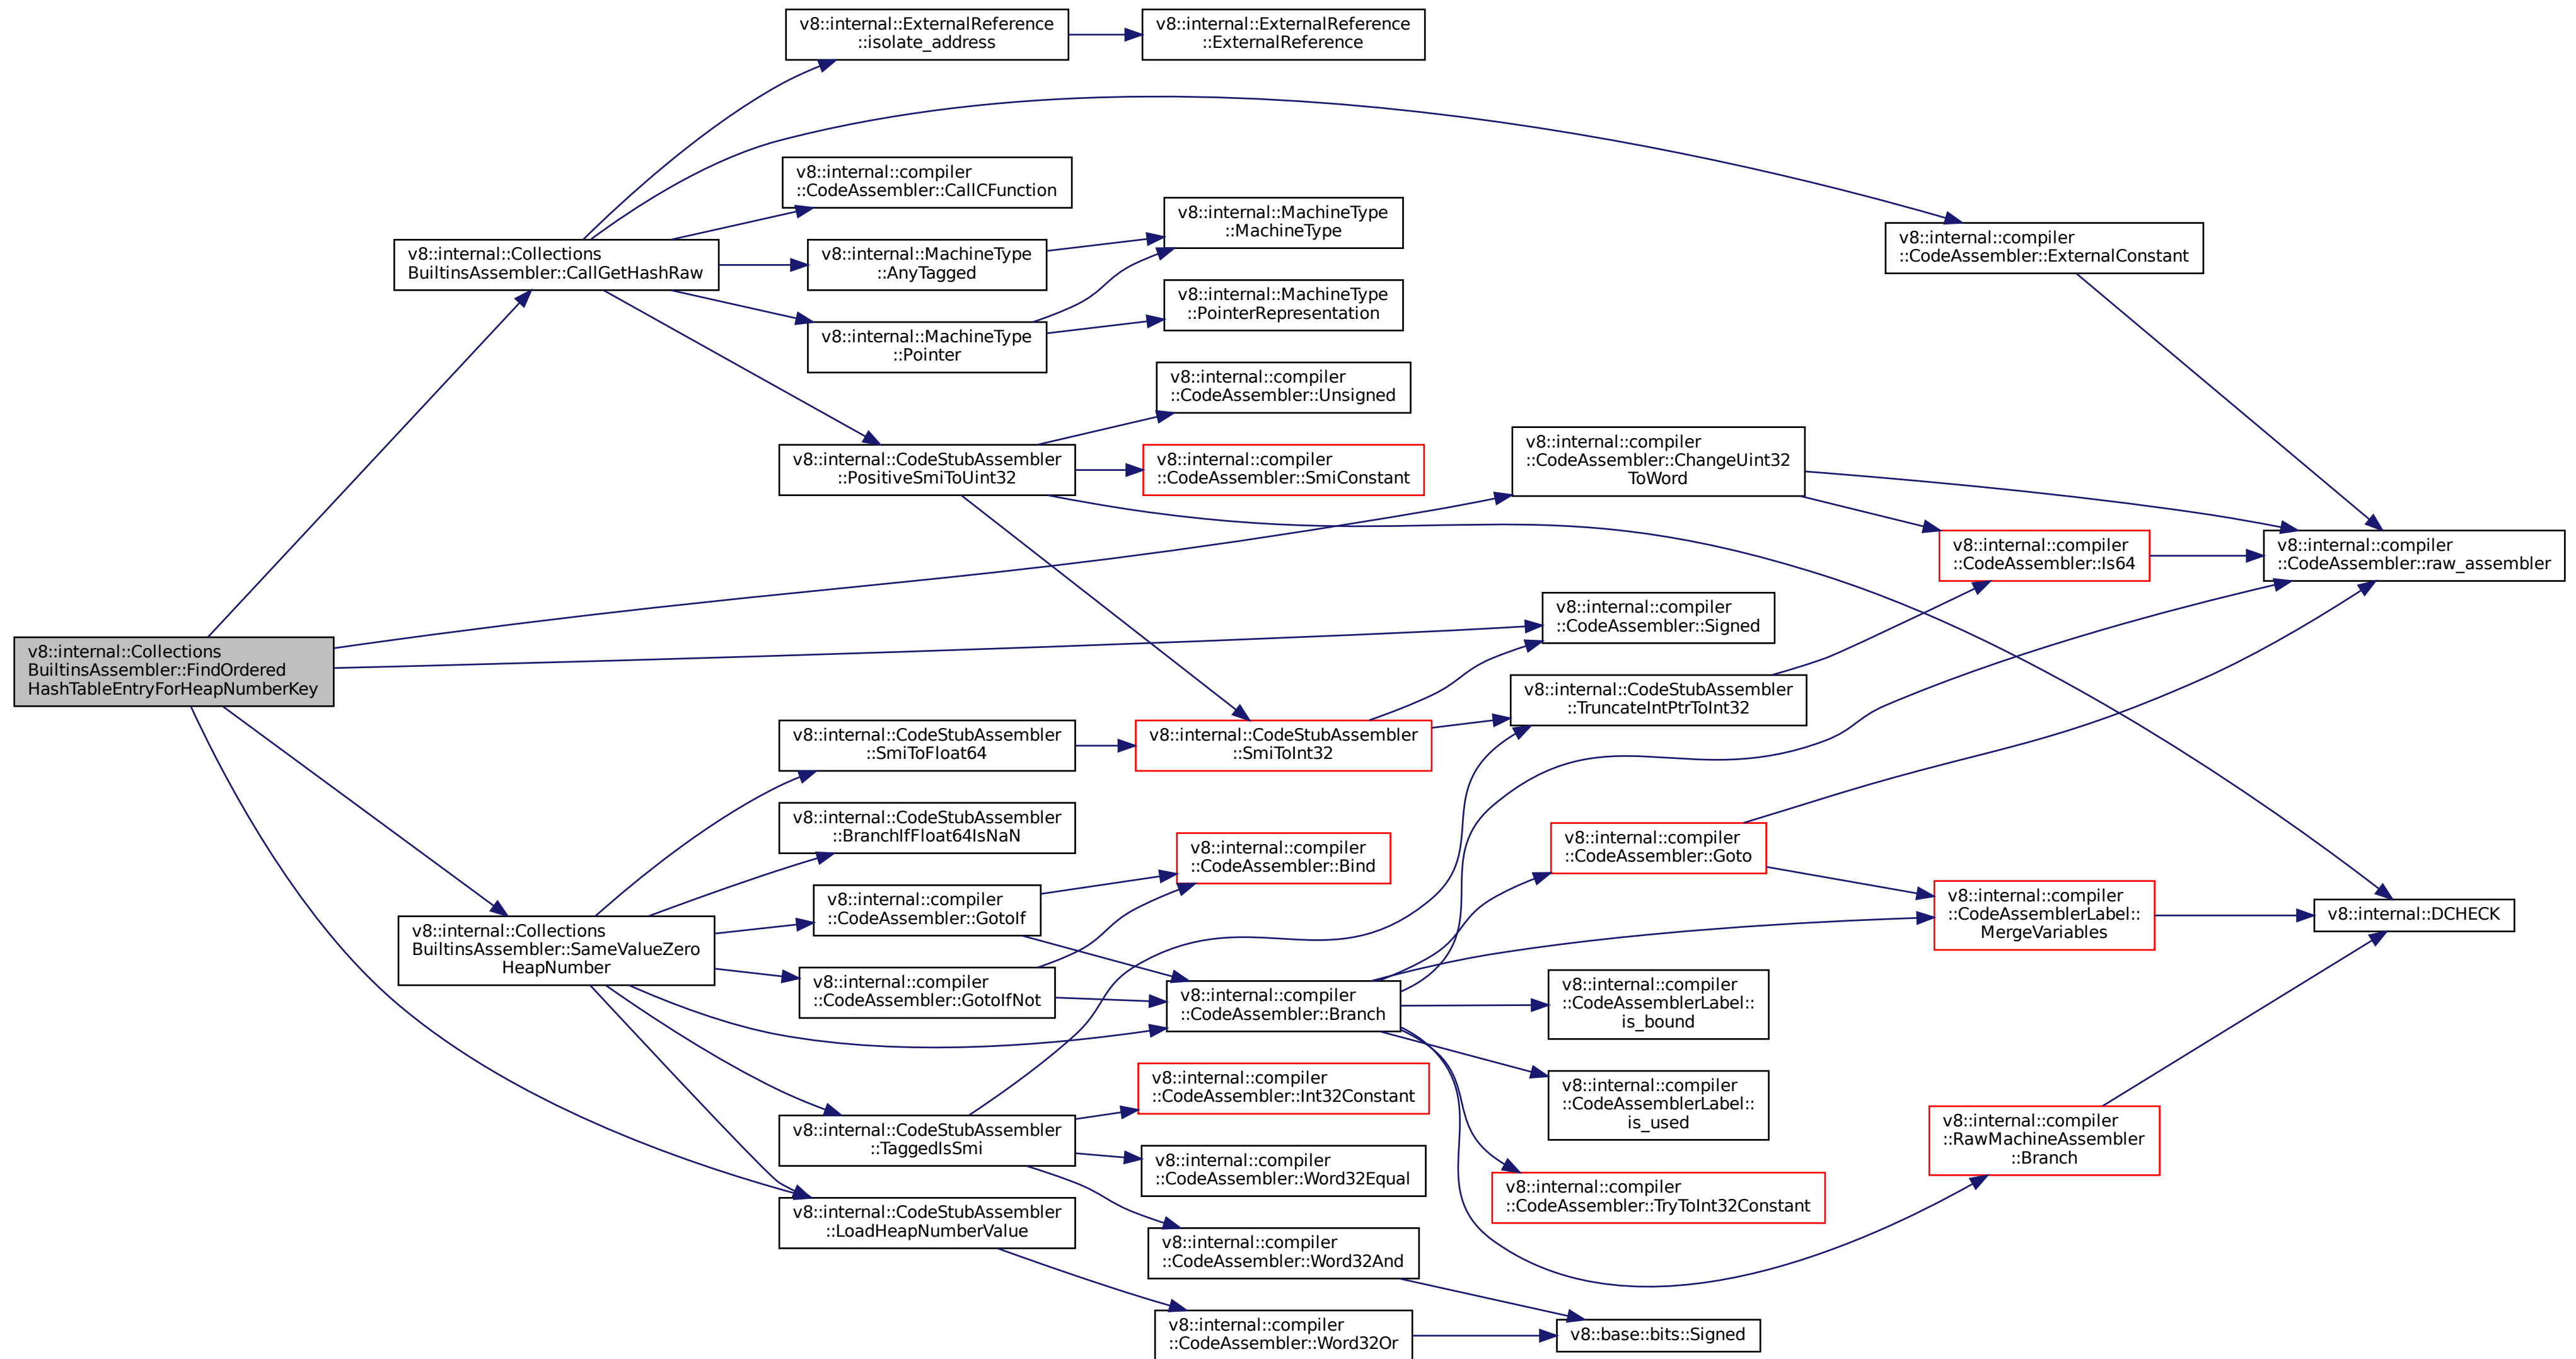 v8::internal::ExternalReference
::isolate_address
v8::internal::ExternalReference
::ExternalReference
v8::internal::compiler
::CodeAssembler::CallCFunction
v8::internal::MachineType
::MachineType
v8::internal::compiler
::CodeAssembler::ExternalConstant
v8::internal::Collections
BuiltinsAssembler::CallGetHashRaw
v8::internal::MachineType
::AnyTagged
v8::internal::MachineType
::PointerRepresentation
v8::internal::MachineType
::Pointer
v8::internal::compiler
::CodeAssembler::Unsigned
v8::internal::compiler
::CodeAssembler::ChangeUint32
ToWord
v8::internal::CodeStubAssembler
::PositiveSmiToUint32
v8::internal::compiler
::CodeAssembler::SmiConstant
v8::internal::compiler
::CodeAssembler::Is64
v8::internal::compiler
::CodeAssembler::raw_assembler
v8::internal::compiler
::CodeAssembler::Signed
v8::internal::Collections
BuiltinsAssembler::FindOrdered
HashTableEntryForHeapNumberKey
v8::internal::CodeStubAssembler
::TruncateIntPtrToInt32
v8::internal::CodeStubAssembler
::SmiToFloat64
v8::internal::CodeStubAssembler
::SmiToInt32
v8::internal::CodeStubAssembler
::BranchIfFloat64IsNaN
v8::internal::compiler
::CodeAssembler::Bind
v8::internal::compiler
::CodeAssembler::Goto
v8::internal::compiler
::CodeAssembler::GotoIf
v8::internal::compiler
::CodeAssemblerLabel::
MergeVariables
v8::internal::DCHECK
v8::internal::Collections
BuiltinsAssembler::SameValueZero
HeapNumber
v8::internal::compiler
::CodeAssembler::GotoIfNot
v8::internal::compiler
::CodeAssembler::Branch
v8::internal::compiler
::CodeAssemblerLabel::
is_bound
v8::internal::compiler
::CodeAssembler::Int32Constant
v8::internal::compiler
::CodeAssemblerLabel::
is_used
v8::internal::compiler
::RawMachineAssembler
::Branch
v8::internal::CodeStubAssembler
::TaggedIsSmi
v8::internal::compiler
::CodeAssembler::Word32Equal
v8::internal::compiler
::CodeAssembler::TryToInt32Constant
v8::internal::CodeStubAssembler
::LoadHeapNumberValue
v8::internal::compiler
::CodeAssembler::Word32And
v8::internal::compiler
::CodeAssembler::Word32Or
v8::base::bits::Signed